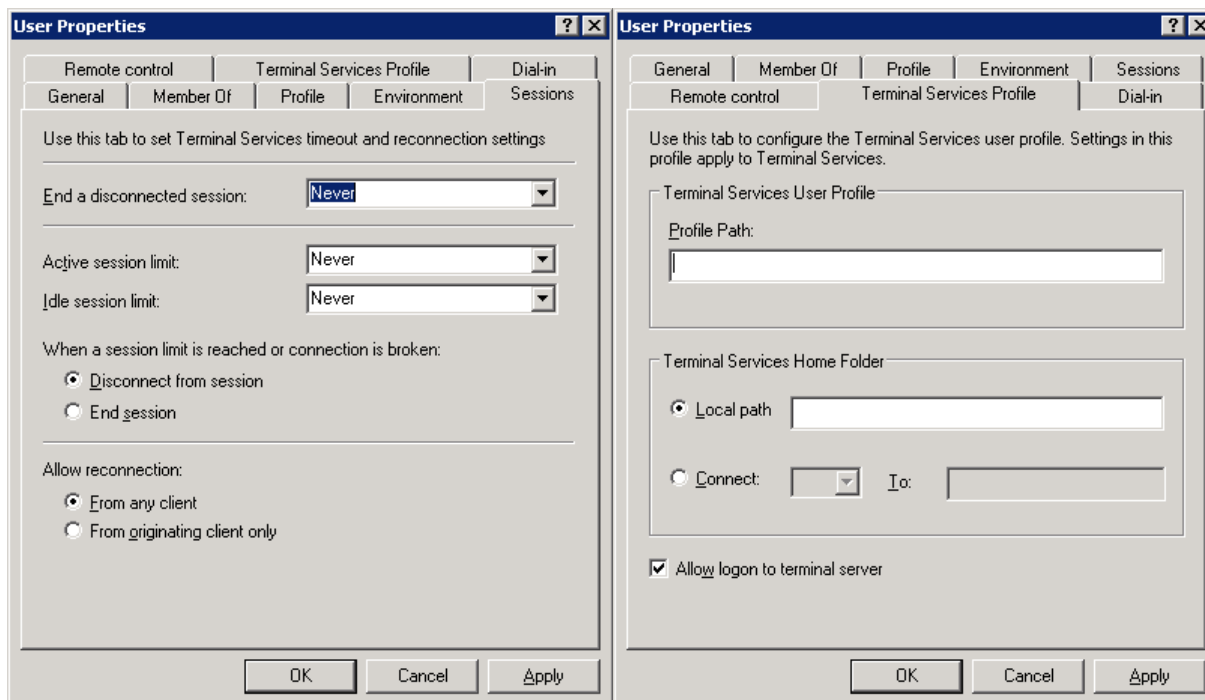 User Properties
Remote control Terminal Services Profile Dial-in
General Member Of Profile Environment Sessions
Use this tab to set Terminal Services timeout and reconnection settings
End a disconnected session: Never
Active session limit: Never
Idle session limit: Never
When a session limit is reached or connection is broken:
Disconnect from session
End session
Allow reconnection:
From any client
From originating client only
OK Cancel Apply
User Properties
General Member Of Profile Environment Sessions
Remote control Terminal Services Profile Dial-in
Use this tab to configure the Terminal Services user profile. Settings in this
profile apply to Terminal Services.
Terminal Services User Profile
Profile Path:
Terminal Services Home Folder
Local path
Connect: To:
Allow logon to terminal server
OK Cancel Apply